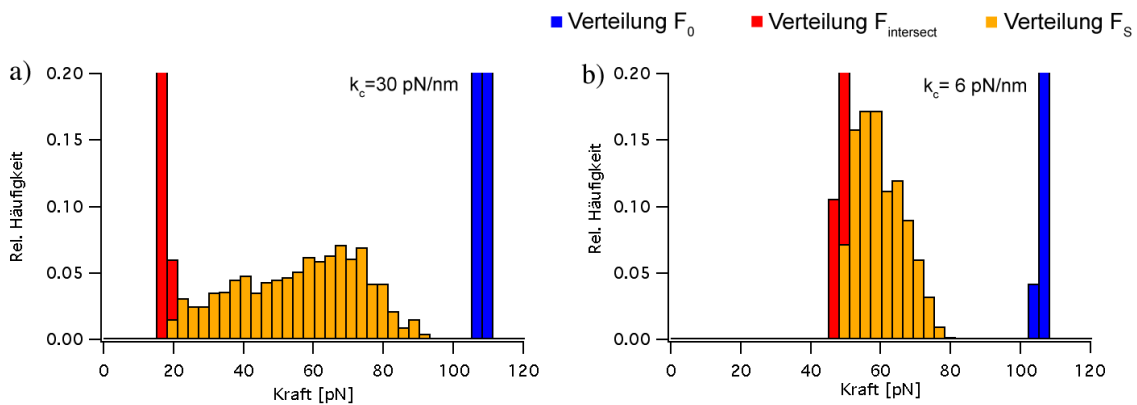 Verteilung F0 Verteilung Fintersect Verteilung FS
a)
kc=30 pN/nm
Rel. Häufigkeit
0.20
0.15
0.10
0.05
0.00
0 20 40 60 80 100 120
Kraft [pN]
b)
kc= 6 pN/nm
Rel. Häufigkeit
0.20
0.15
0.10
0.05
0.00
0 20 40 60 80 100 120
Kraft [pN]